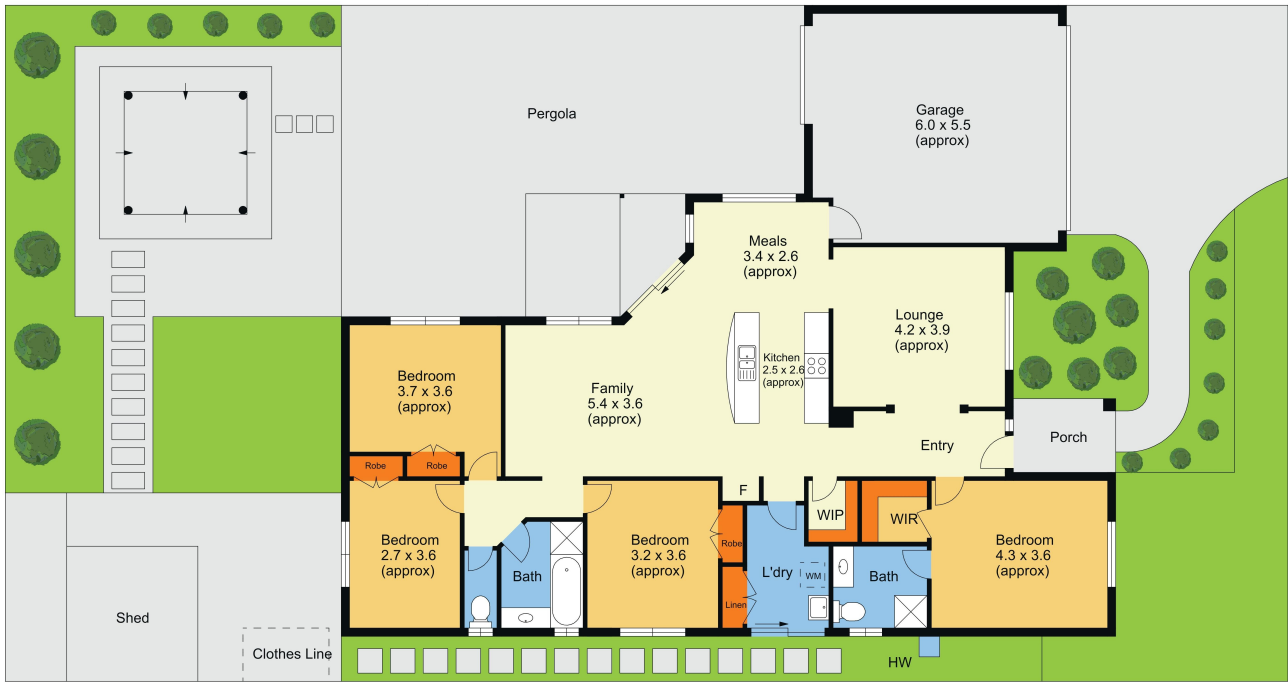 Pergola
Garage
6.0 x 5.5
(approx)
Meals
3.4 x 2.6
(approx)
Lounge
4.2 x 3.9
(approx)
Kitchen
2.5 x 2.6
(approx)
Bedroom
3.7 x 3.6
(approx)
Family
5.4 x 3.6
(approx)
Entry
Porch
Robe
Robe
F
WIP
WIR
Bedroom
2.7 x 3.6
(approx)
Bath
Bedroom
3.2 x 3.6
(approx)
Robe
Linen
L'dry
WM
Bath
Bedroom
4.3 x 3.6
(approx)
Shed
Clothes Line
HW